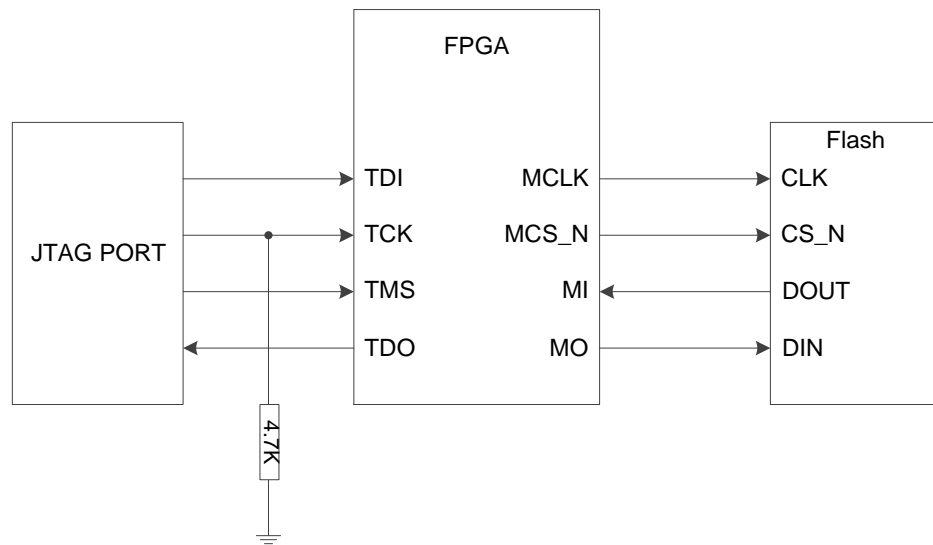 FPGA
Flash
JTAG PORT
TDI
TCK
TMS
TDO
MCLK
MCS_N
MI
MO
CLK
CS_N
DOUT
DIN
4.7K